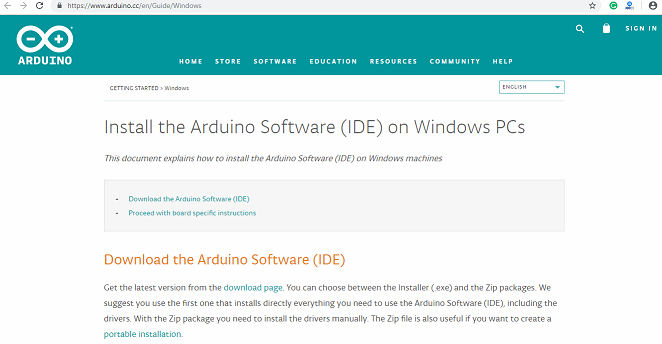 https://www.arduino.cc/en/Guide/Windows
ARDUINO
SIGN IN
HOME STORE SOFTWARE EDUCATION RESOURCES COMMUNITY HELP
GETTING STARTED > Windows
ENGLISH
Install the Arduino Software (IDE) on Windows PCs
This document explains how to install the Arduino Software (IDE) on Windows machines
- Download the Arduino Software (IDE)
- Proceed with board specific instructions
Download the Arduino Software (IDE)
Get the latest version from the download page. You can choose between the Installer (.exe) and the Zip packages. We
suggest you use the first one that installs directly everything you need to use the Arduino Software (IDE), including the
drivers. With the Zip package you need to install the drivers manually. The Zip file is also useful if you want to create a
portable installation.